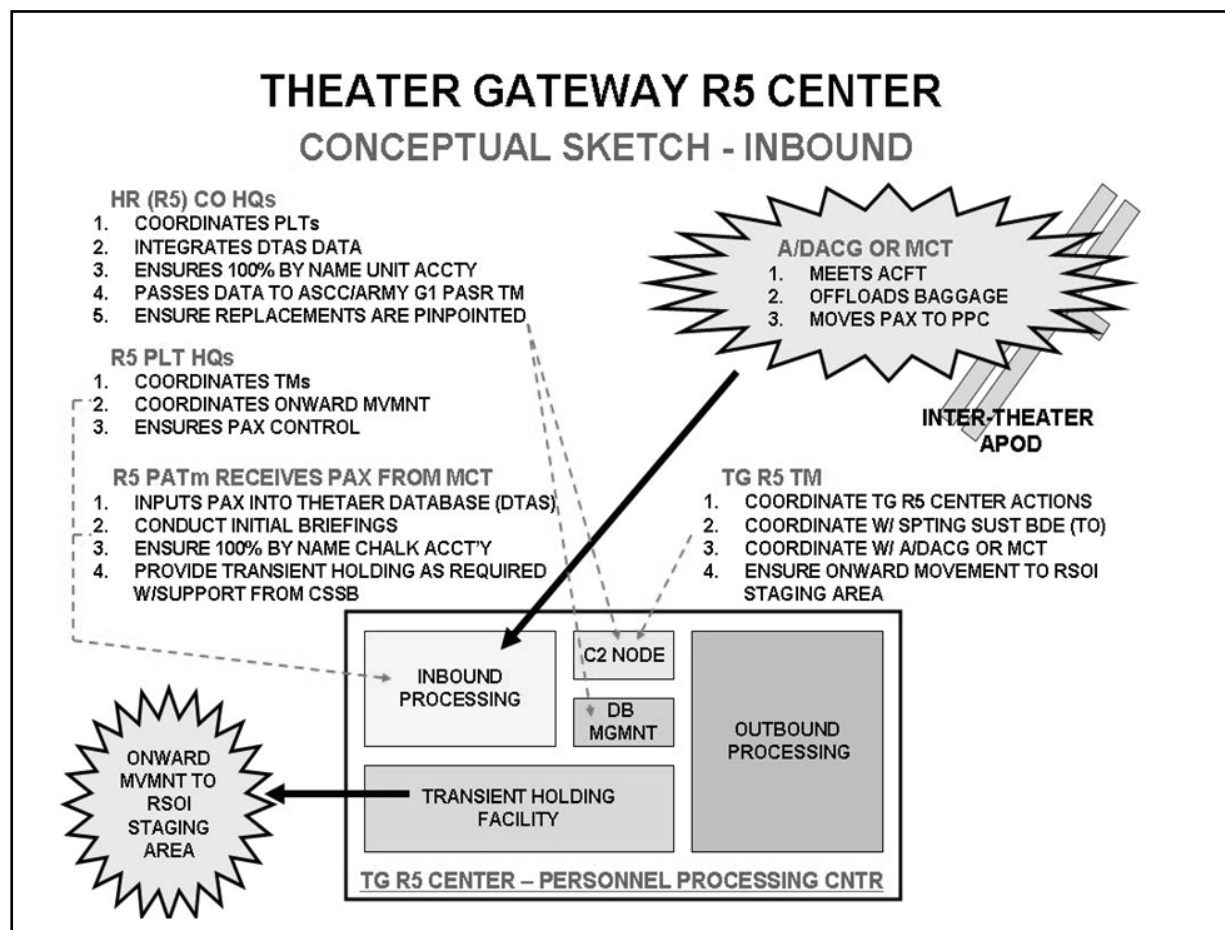 THEATER GATEWAY R5 CENTER
CONCEPTUAL SKETCH - INBOUND
HR (R5) CO HQs
1. COORDINATES PLTs
2. INTEGRATES DTAS DATA
3. ENSURES 100% BY NAME UNIT ACCTY
4. PASSES DATA TO ASCC/ARMY G1 PASR TM
5. ENSURE REPLACEMENTS ARE PINPOINTED
A/DACG OR MCT
1. MEETS ACFT
2. OFFLOADS BAGGAGE
3. MOVES PAX TO PPC
INTER-THEATER
APOD
R5 PLT HQs
1. COORDINATES TMs
2. COORDINATES ONWARD MVMNT
3. ENSURES PAX CONTROL
R5 PATm RECEIVES PAX FROM MCT
1. INPUTS PAX INTO THETAER DATABASE (DTAS)
2. CONDUCT INITIAL BRIEFINGS
3. ENSURE 100% BY NAME CHALK ACCT'Y
4. PROVIDE TRANSIENT HOLDING AS REQUIRED
W/SUPPORT FROM CSSB
TG R5 TM
1. COORDINATE TG R5 CENTER ACTIONS
2. COORDINATE W/ SPTING SUST BDE (TO)
3. COORDINATE W/ A/DACG OR MCT
4. ENSURE ONWARD MOVEMENT TO RSOI
STAGING AREA
INBOUND
PROCESSING
C2 NODE
DB
MGMNT
OUTBOUND
PROCESSING
TRANSIENT HOLDING
FACILITY
ONWARD
MVMNT TO
RSOI
STAGING
AREA
TG R5 CENTER – PERSONNEL PROCESSING CNTR